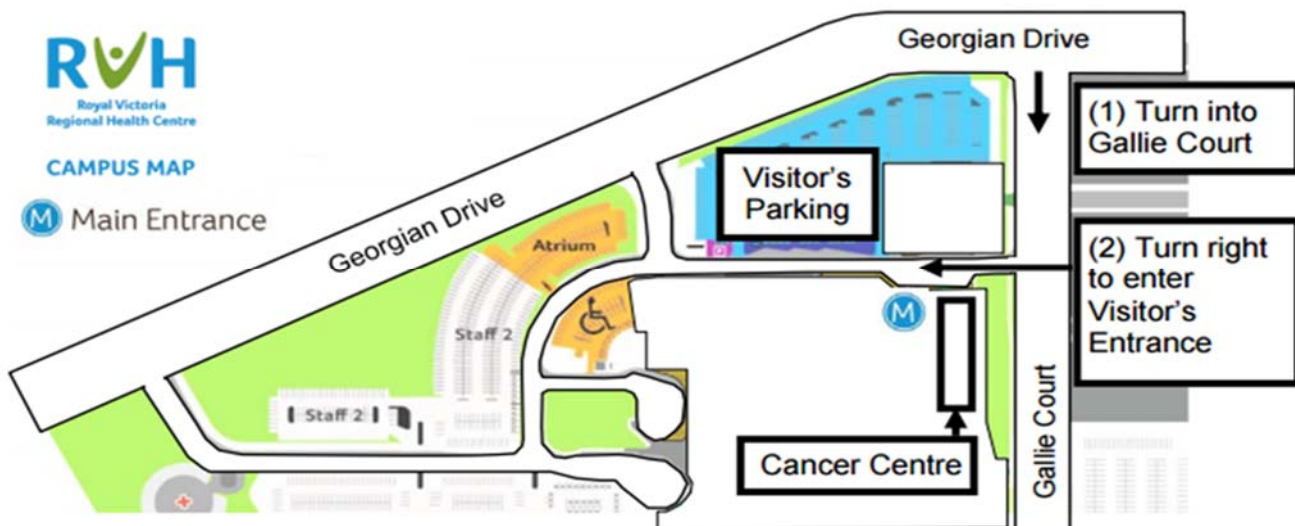 RVH
Royal Victoria
Regional Health Centre
CAMPUS MAP
M Main Entrance
Georgian Drive
(1) Turn into
Gallie Court
Visitor's
Parking
Georgian Drive
Atrium
(2) Turn right
to enter
Visitor's
Entrance
M
Staff 2
Staff 2
Gallie Court
Cancer Centre